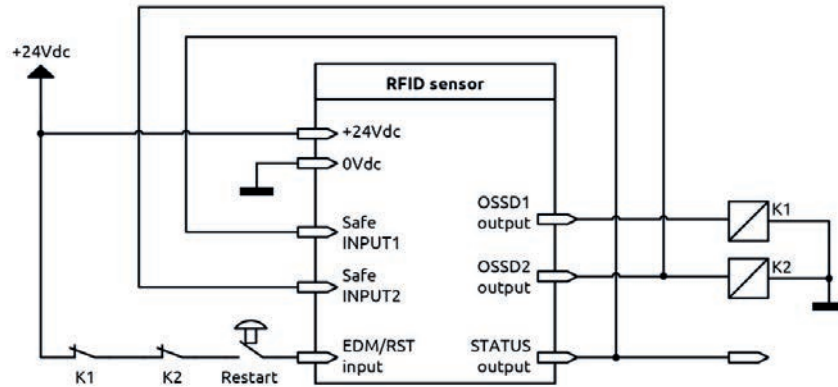 +24Vdc
RFID sensor
+24Vdc
0Vdc
Safe
INPUT1
Safe
INPUT2
EDM/RST
input
OSSD1
output
OSSD2
output
STATUS
output
K1
K2
K1
K2
Restart